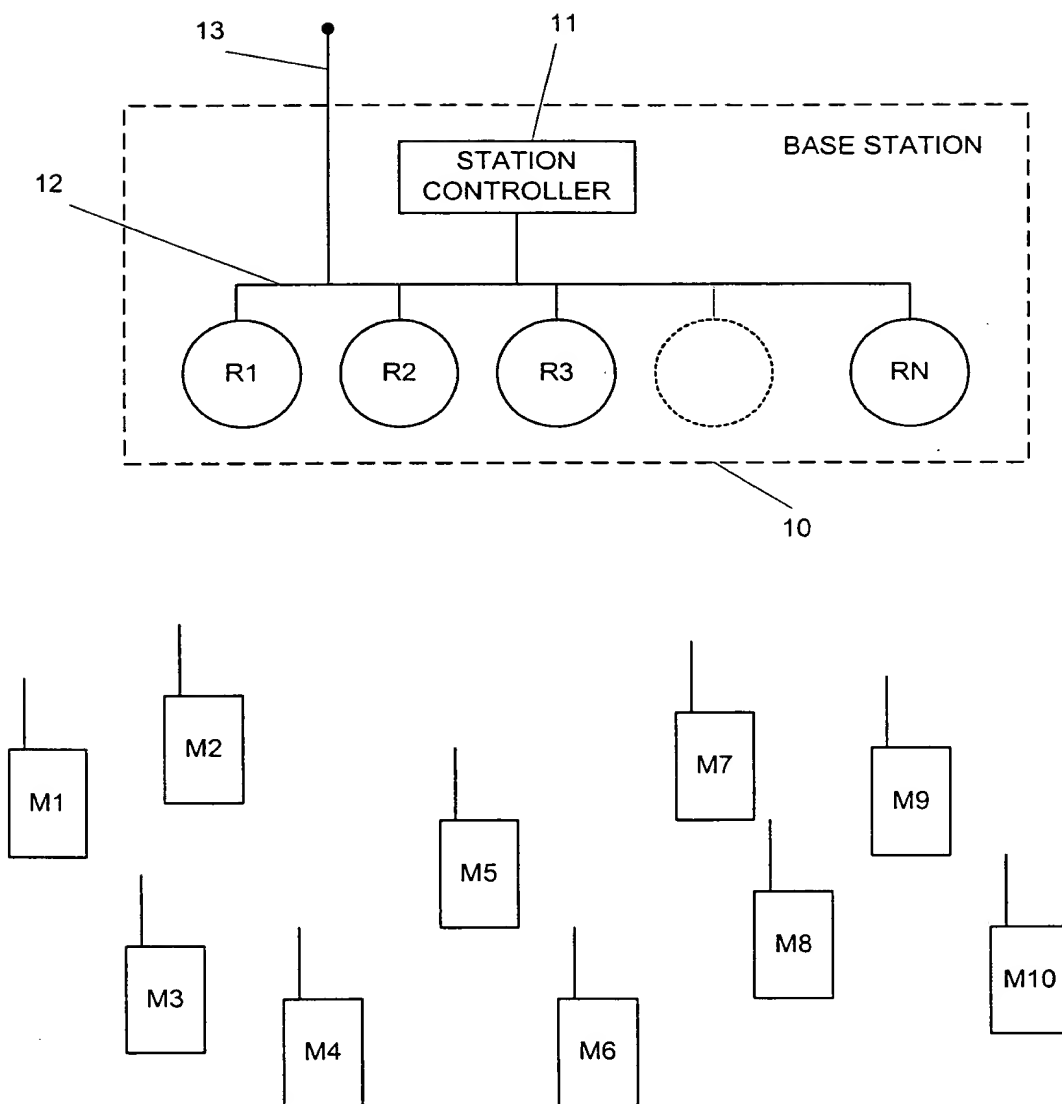 13
11
BASE STATION
STATION
CONTROLLER
12
R1
R2
R3
RN
10
M1
M2
M7
M9
M5
M3
M8
M10
M4
M6